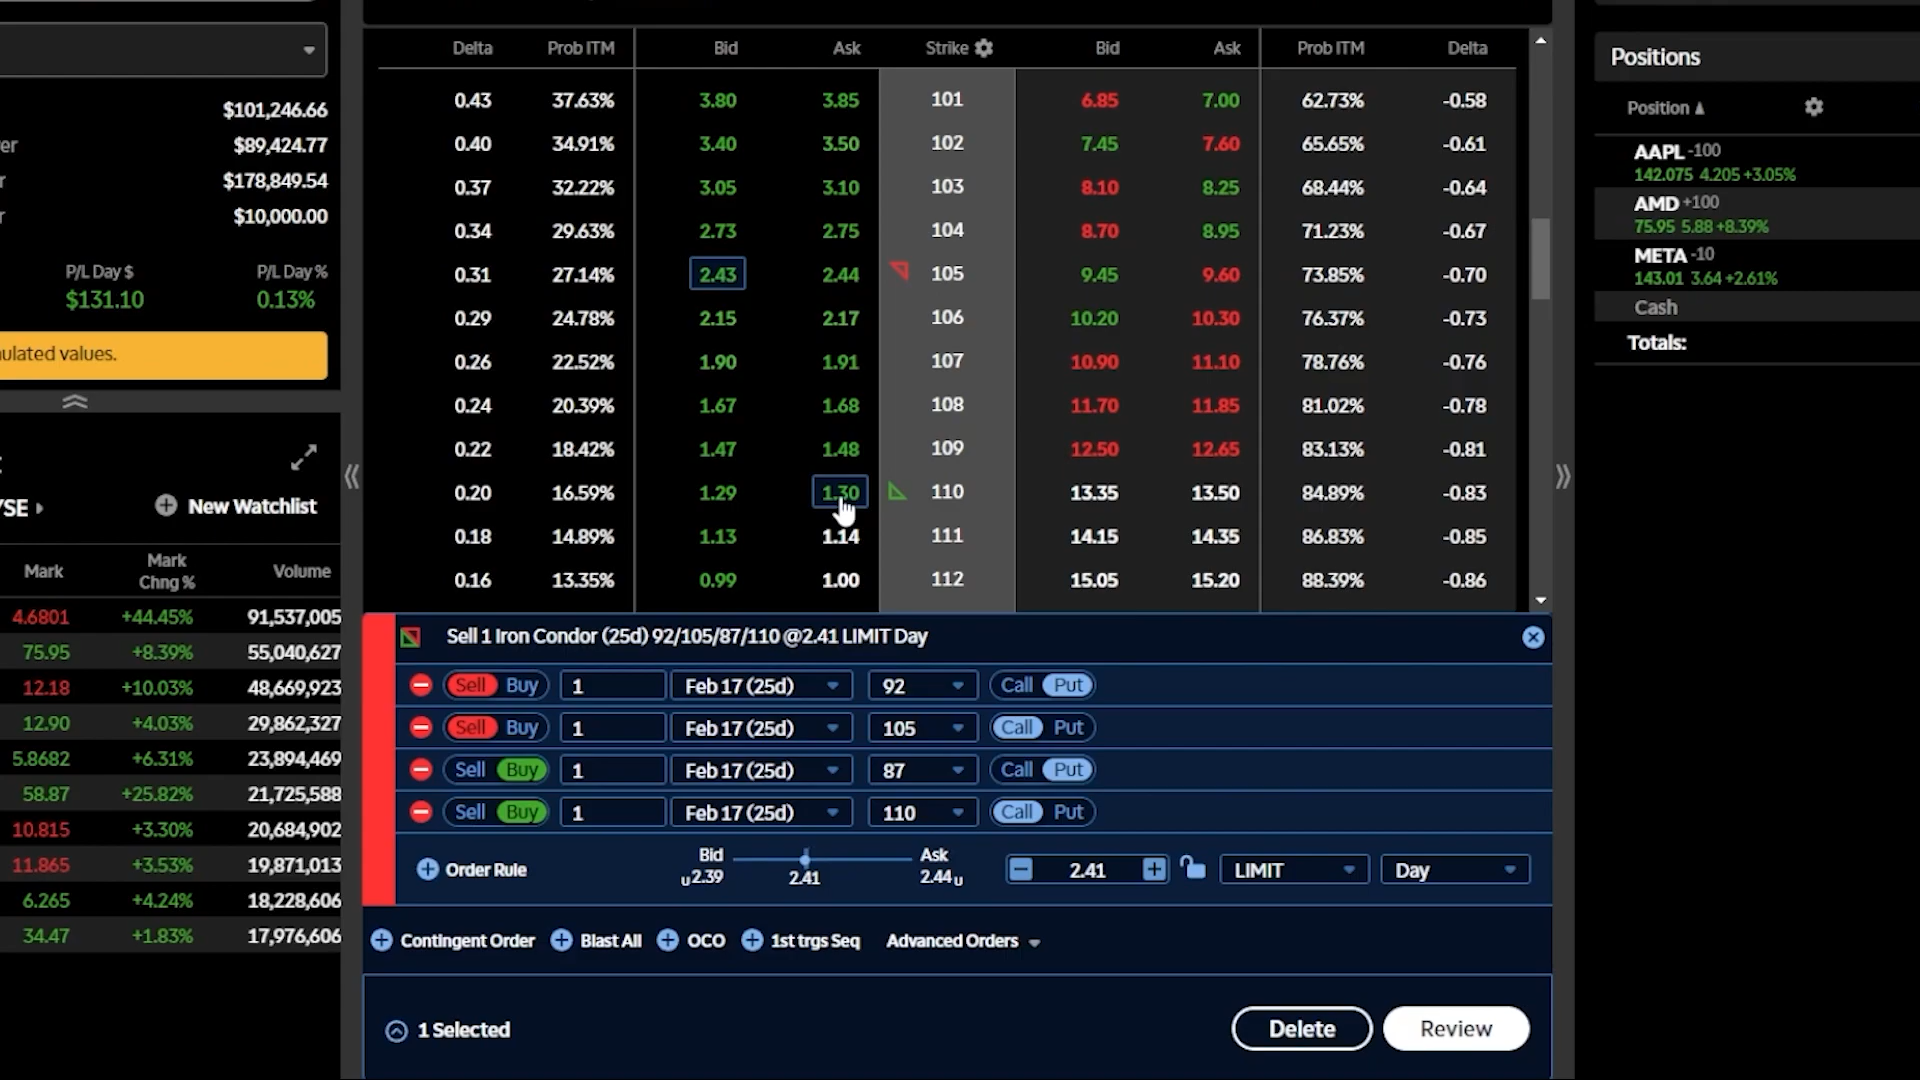 $101,246.66
er $89,424.77
r $178,849.54
r $10,000.00
P/L Day $ P/L Day %
$131.10 0.13%
ulated values.
YSE New Watchlist
Mark Mark Chng % Volume
4.6801 +44.45% 91,537,005
75.95 +8.39% 55,040,627
12.18 +10.03% 48,669,923
12.90 +4.03% 29,862,327
5.8682 +6.31% 23,894,469
58.87 +25.82% 21,725,588
10.815 +3.30% 20,684,902
11.865 +3.53% 19,871,013
6.265 +4.24% 18,228,606
34.47 +1.83% 17,976,606
Delta Prob ITM Bid Ask Strike Bid Ask Prob ITM Delta
0.43 37.63% 3.80 3.85 101 6.85 7.00 62.73% -0.58
0.40 34.91% 3.40 3.50 102 7.45 7.60 65.65% -0.61
0.37 32.22% 3.05 3.10 103 8.10 8.25 68.44% -0.64
0.34 29.63% 2.73 2.75 104 8.70 8.95 71.23% -0.67
0.31 27.14% 2.43 2.44 105 9.45 9.60 73.85% -0.70
0.29 24.78% 2.15 2.17 106 10.20 10.30 76.37% -0.73
0.26 22.52% 1.90 1.91 107 10.90 11.10 78.76% -0.76
0.24 20.39% 1.67 1.68 108 11.70 11.85 81.02% -0.78
0.22 18.42% 1.47 1.48 109 12.50 12.65 83.13% -0.81
0.20 16.59% 1.29 1.30 110 13.35 13.50 84.89% -0.83
0.18 14.89% 1.13 1.14 111 14.15 14.35 86.83% -0.85
0.16 13.35% 0.99 1.00 112 15.05 15.20 88.39% -0.86
Sell 1 Iron Condor (25d) 92/105/87/110 @2.41 LIMIT Day
Sell Buy 1 Feb 17 (25d) 92 Call Put
Sell Buy 1 Feb 17 (25d) 105 Call Put
Sell Buy 1 Feb 17 (25d) 87 Call Put
Sell Buy 1 Feb 17 (25d) 110 Call Put
Order Rule Bid Ask 2.41 LIMIT Day
U 2.39 2.41 2.44 U
Contingent Order Blast All OCO 1st trgs Seq Advanced Orders
1 Selected Delete Review
Positions
Position
AAPL -100
142.075 4.205 +3.05%
AMD +100
75.95 5.88 +8.39%
META -10
143.01 3.64 +2.61%
Cash
Totals: